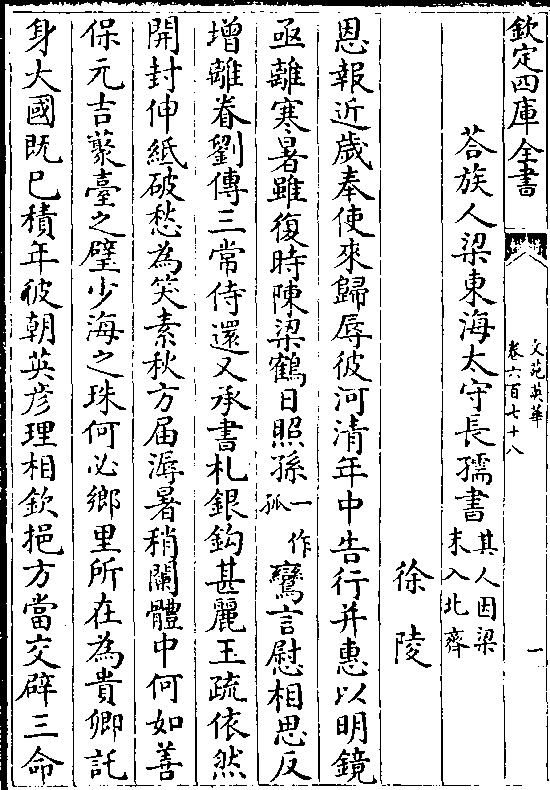 欽定四庫全書
文苑英華
卷六百七十八
一
荅族人梁東海太守長孺書其人因梁
末入北齊
徐陵
恩報近歲奉使來歸辱彼河清年中告行并惠以明鏡
亟離寒暑雖復時陳梁鶴日照孫一作
孤鸞言慰相思反
增離眷劉傳三常侍還又承書札銀鈎甚麗王疏依然
開封伸紙破愁為笑素秋方届溽暑稍闌體中何如善
保元吉藂臺之璧少海之珠何必鄉里所在為貴卿託
身大國既已積年彼朝英彦理相欽挹方當交辟三命